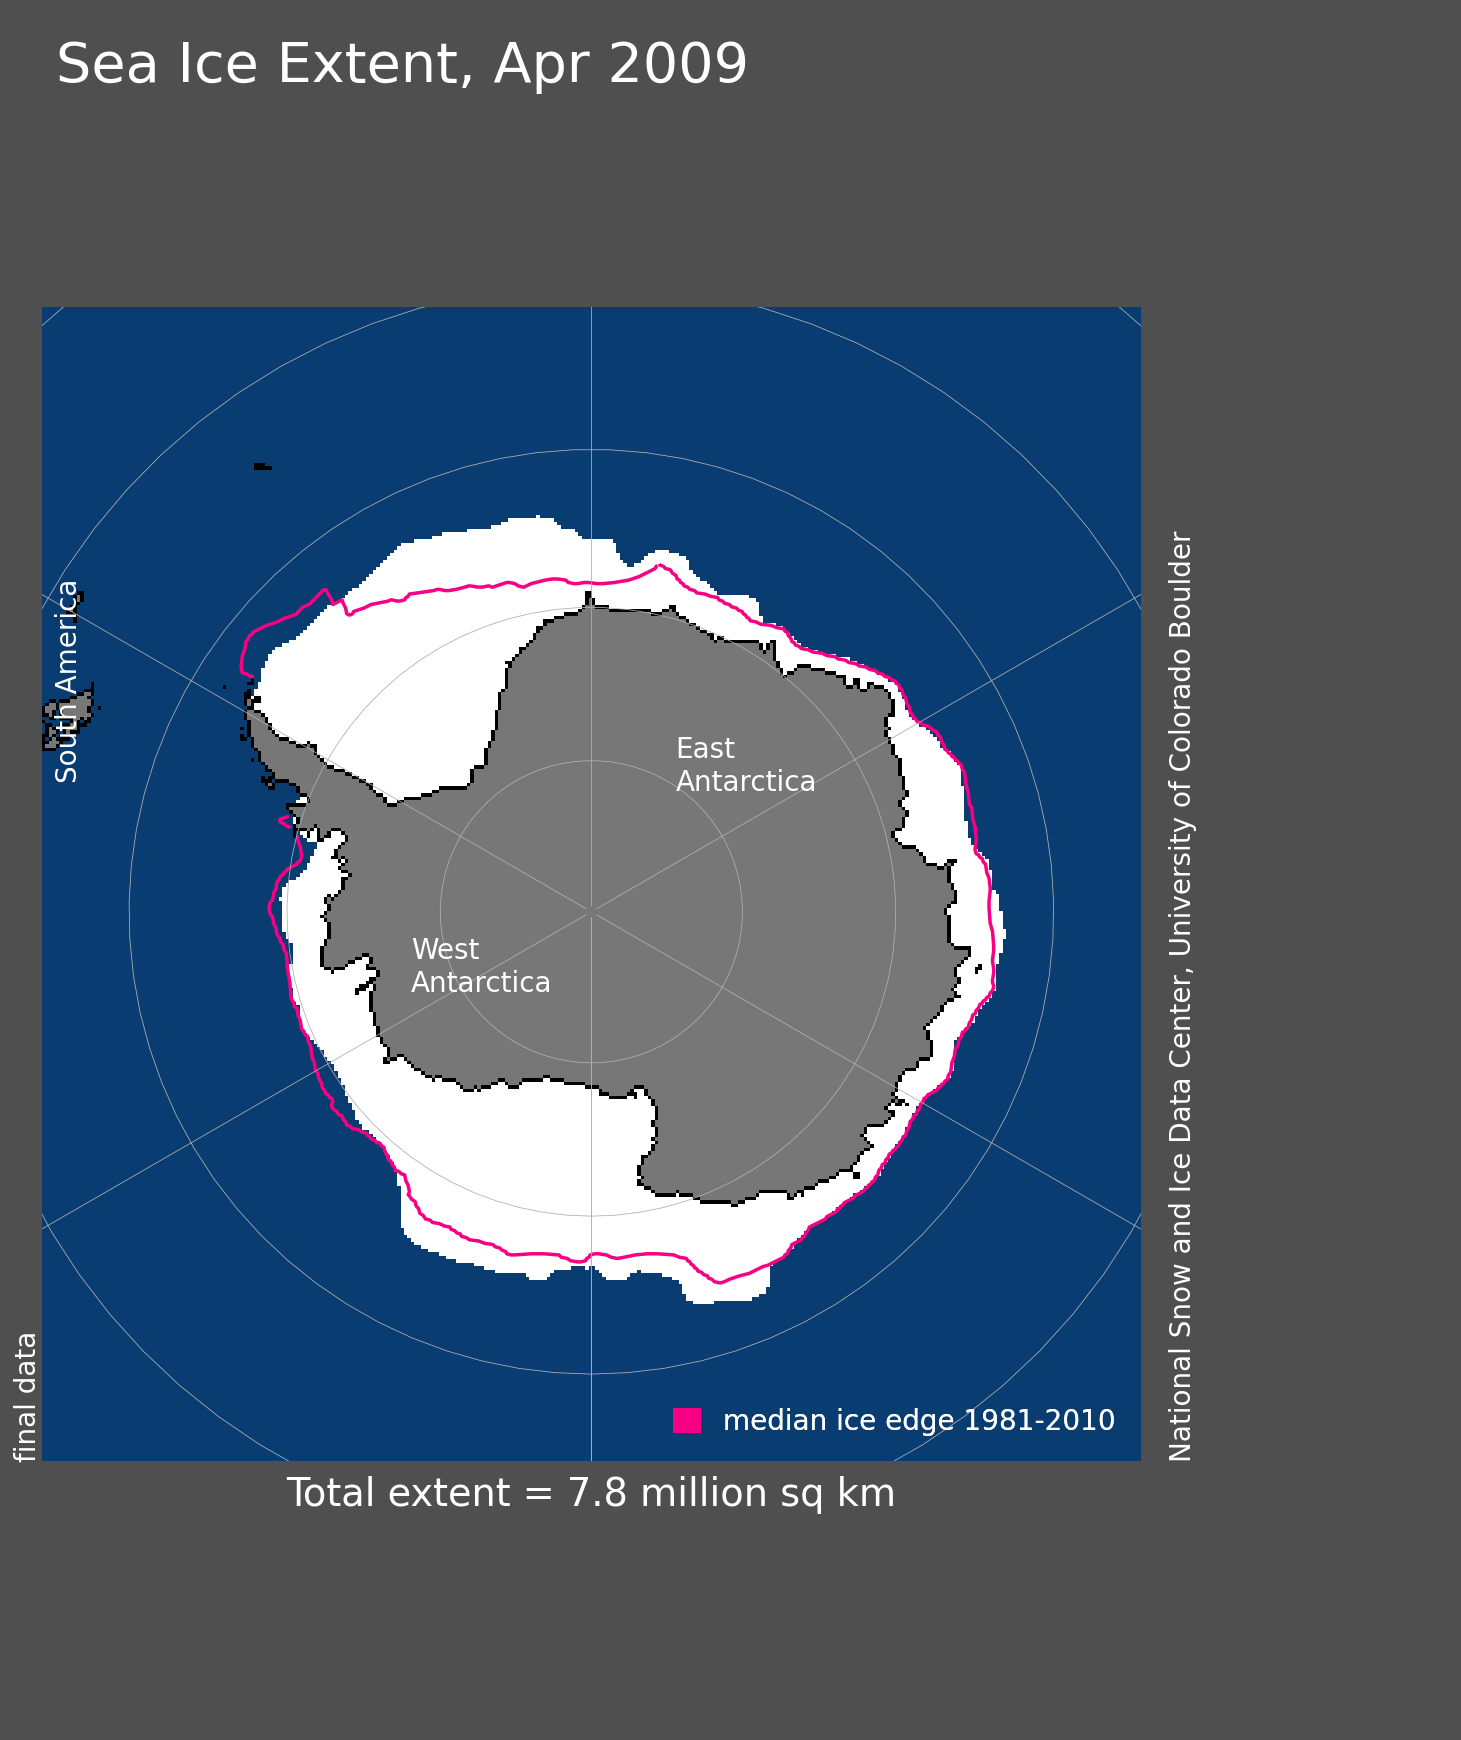 Sea Ice Extent, Apr 2009
South America
East
Antarctica
West
Antarctica
median ice edge 1981-2010
final data
National Snow and Ice Data Center, University of Colorado Boulder
Total extent = 7.8 million sq km